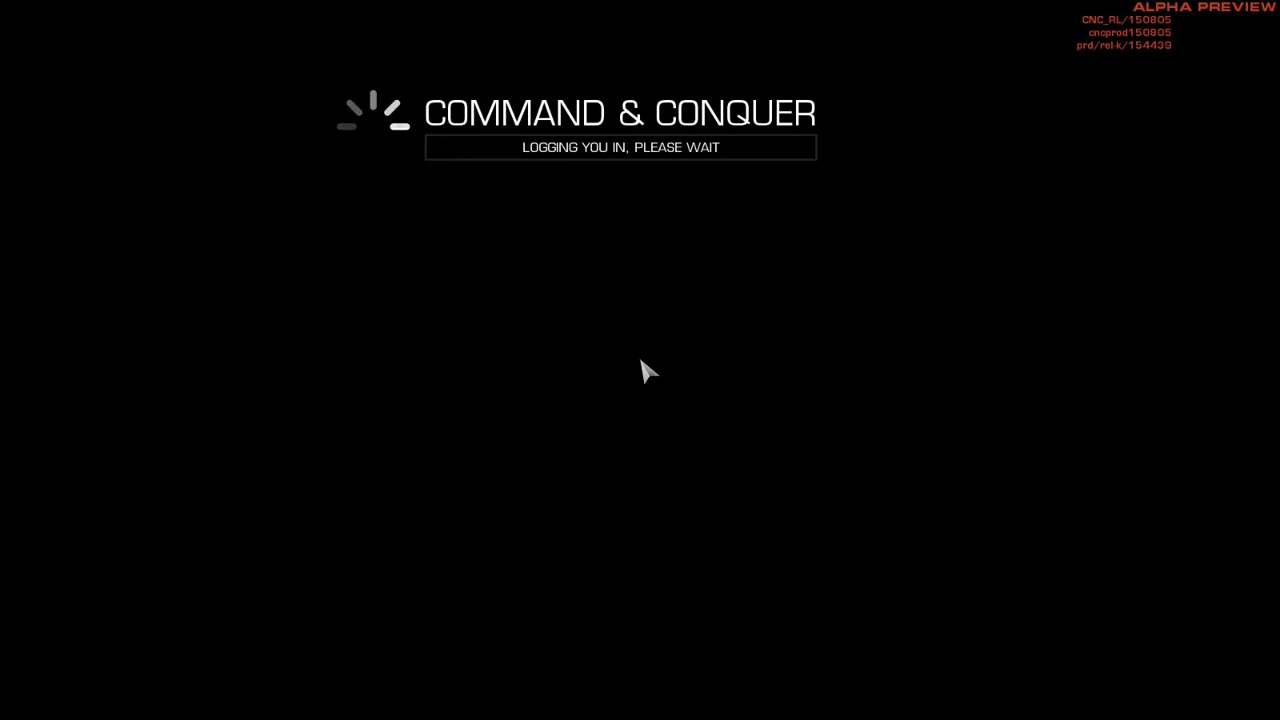 ALPHA PREVIEW
CNC_RL/150805
cncprod150805
prd/rel-k/154439
COMMAND & CONQUER
LOGGING YOU IN, PLEASE WAIT